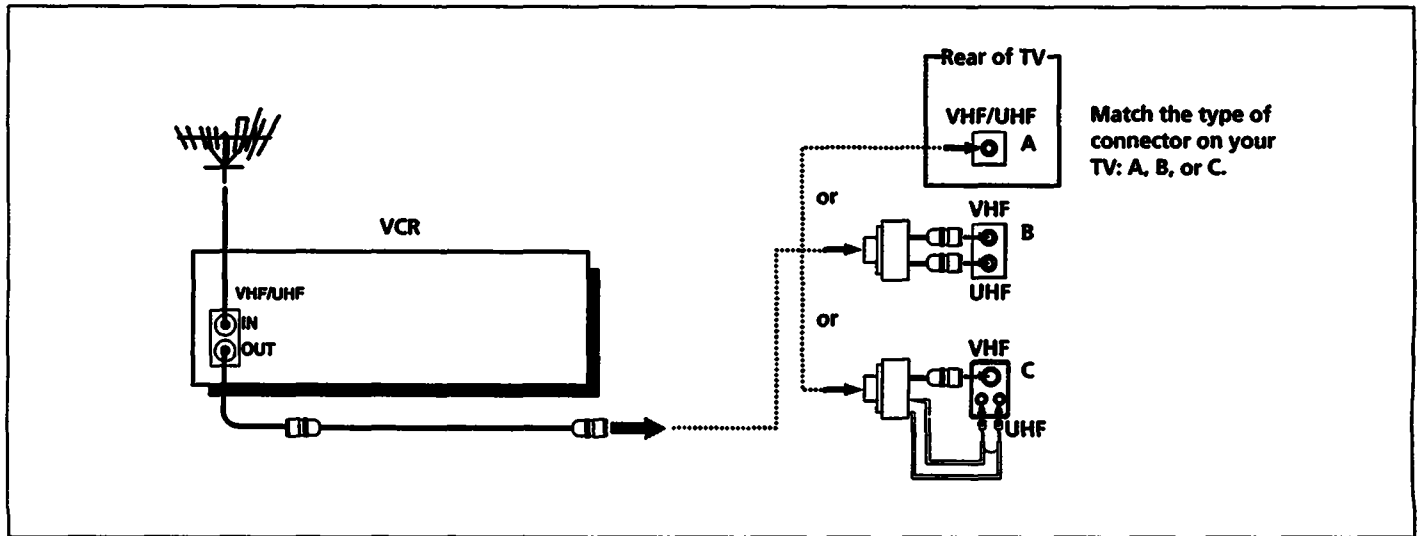 Rear of TV
VHF/UHF
A
Match the type of
connector on your
TV: A, B, or C.
or
VHF
B
UHF
VCR
VHF/UHF
IN
OUT
or
VHF
C
UHF